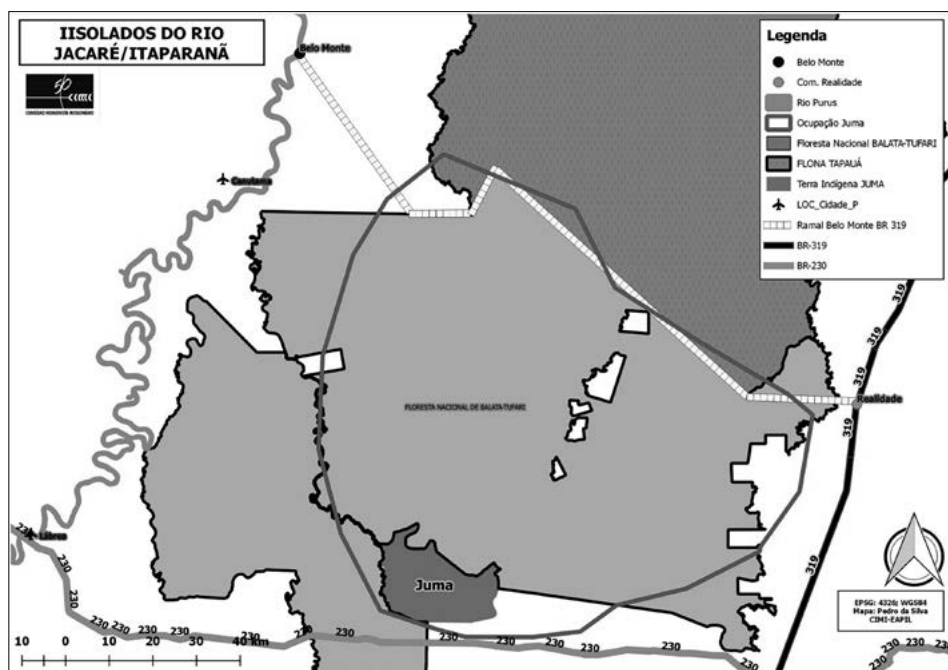 IISOLADOS DO RIO
JACARÉ/ITAPARANÃ
Belo Monte
Canutama
Lábrea
FLORESTA NACIONAL DE BALATA-TUFARI
Juma
Realidade
Legenda
Belo Monte
Com. Realidade
Rio Purus
Ocupação Juma
Floresta Nacional BALATA-TUFARI
FLONA TAPAUÁ
Terra Indígena JUMA
LOC_Cidade_P
Ramal Belo Monte BR 319
BR-319
BR-230
319
319
319
319
319
319
230
230
230
230 230
230
230
230
230
230
230
230
230
230
230
230
10 0 10 20 30 40 km
EPSG: 4326; WGS84
Mapa: Pedro da Silva
CIMI-EAPIL